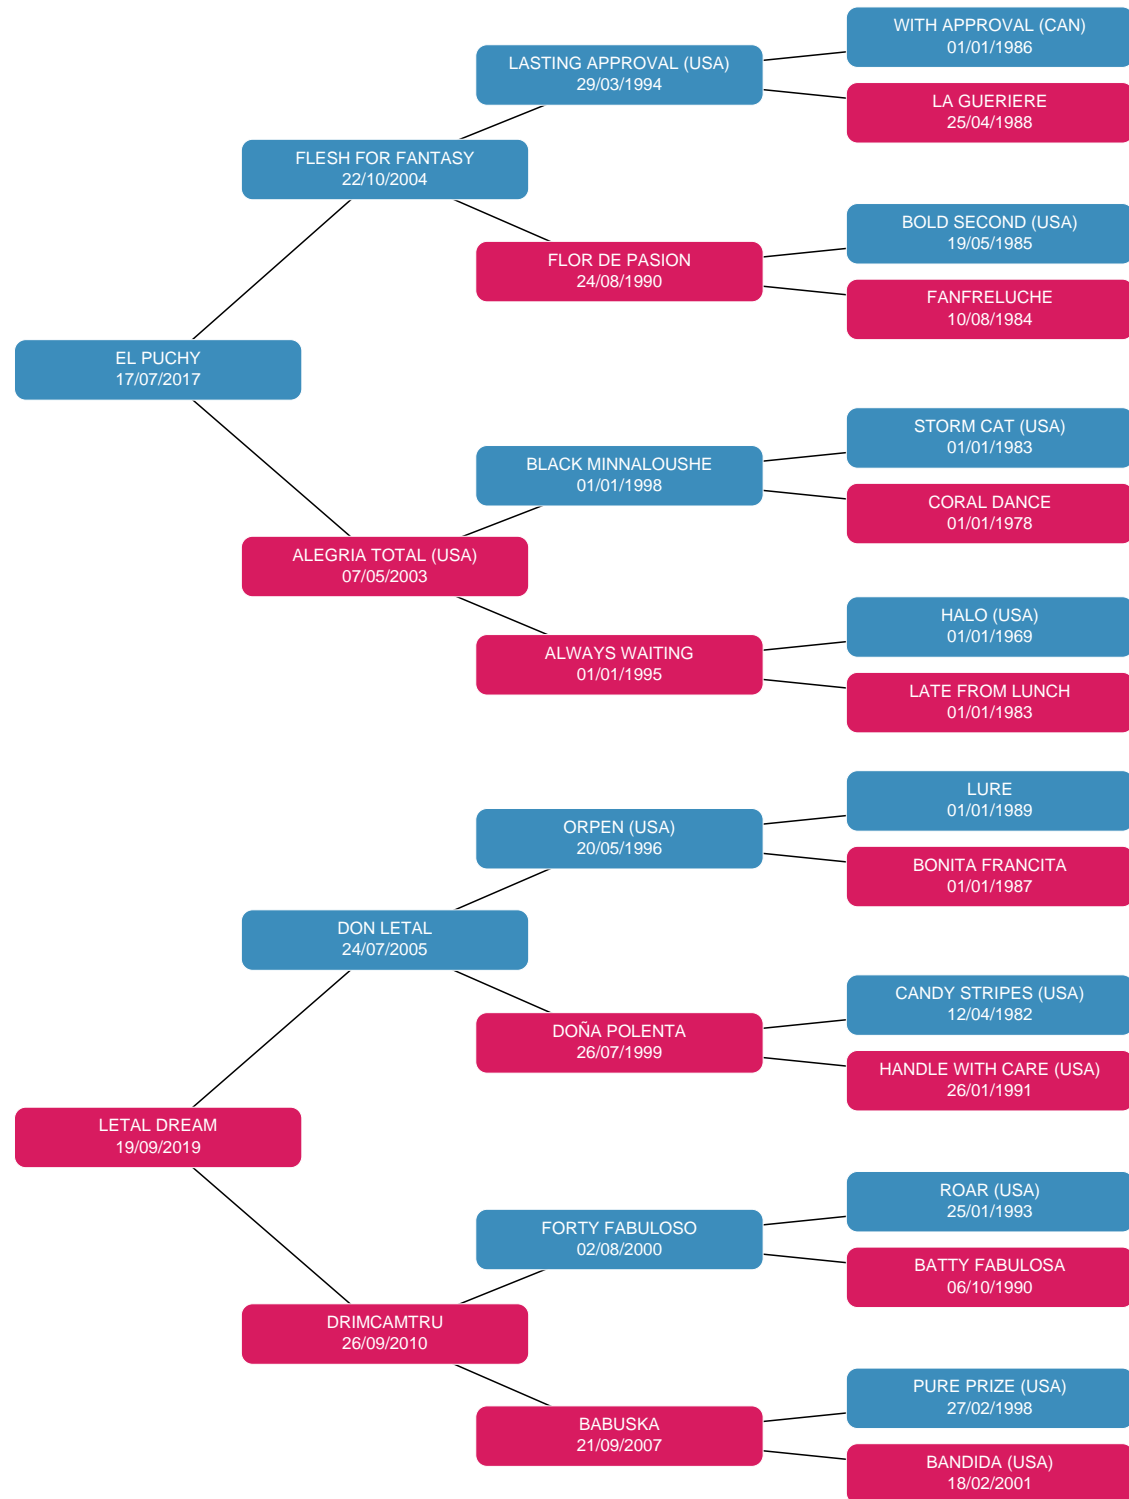 WITH APPROVAL (CAN)
01/01/1986
LASTING APPROVAL (USA)
29/03/1994
LA GUERIERE
25/04/1988
FLESH FOR FANTASY
22/10/2004
BOLD SECOND (USA)
19/05/1985
FLOR DE PASION
24/08/1990
FANFRELUCHE
10/08/1984
EL PUCHY
17/07/2017
STORM CAT (USA)
01/01/1983
BLACK MINNALOUSHE
01/01/1998
CORAL DANCE
01/01/1978
ALEGRIA TOTAL (USA)
07/05/2003
HALO (USA)
01/01/1969
ALWAYS WAITING
01/01/1995
LATE FROM LUNCH
01/01/1983
LURE
01/01/1989
ORPEN (USA)
20/05/1996
BONITA FRANCITA
01/01/1987
DON LETAL
24/07/2005
CANDY STRIPES (USA)
12/04/1982
DOÑA POLENTA
26/07/1999
HANDLE WITH CARE (USA)
26/01/1991
LETAL DREAM
19/09/2019
ROAR (USA)
25/01/1993
FORTY FABULOSO
02/08/2000
BATTY FABULOSA
06/10/1990
DRIMCAMTRU
26/09/2010
PURE PRIZE (USA)
27/02/1998
BABUSKA
21/09/2007
BANDIDA (USA)
18/02/2001